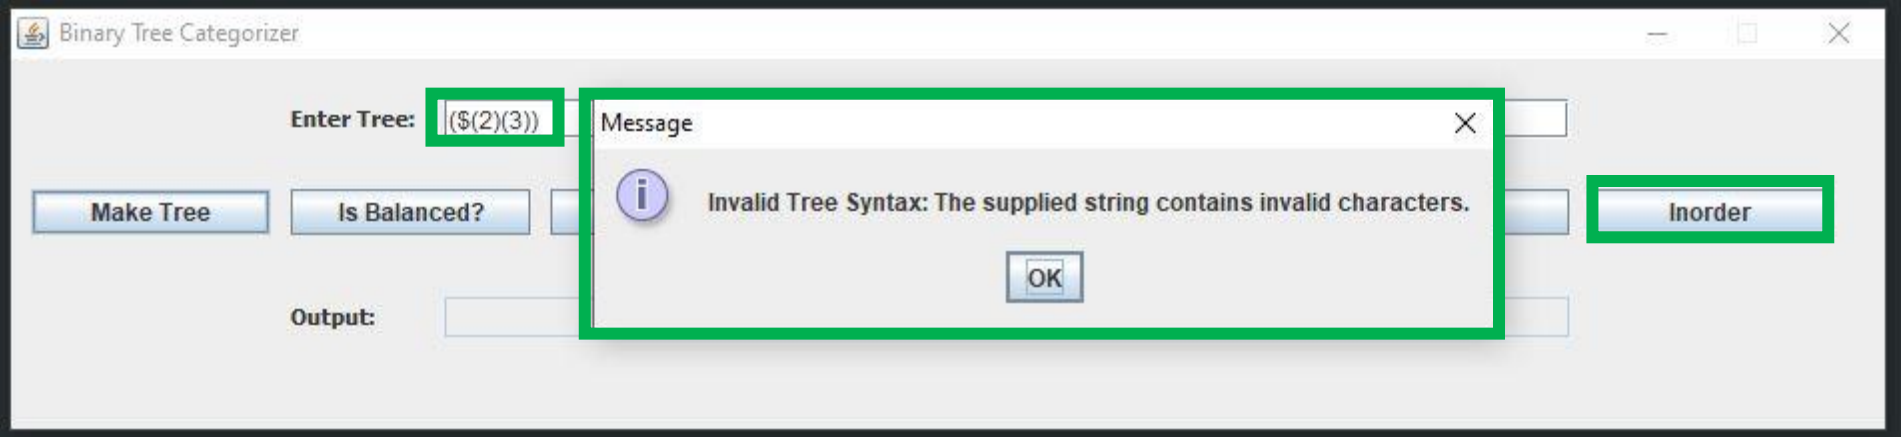 Binary Tree Categorizer
Enter Tree: ($(2)(3))
Message
Invalid Tree Syntax: The supplied string contains invalid characters.
OK
Make Tree
Is Balanced?
Inorder
Output: